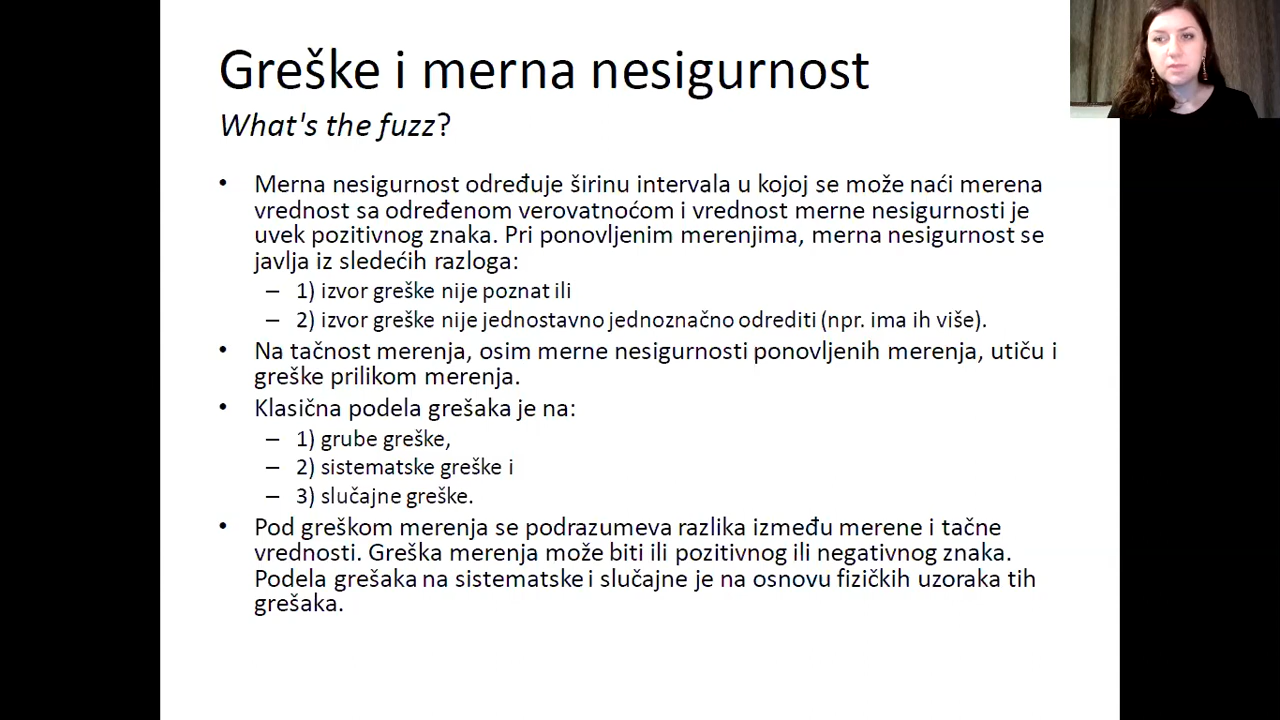 Greške i merna nesigurnost
What's the fuzz?
• Merna nesigurnost određuje širinu intervala u kojoj se može naći merena
vrednost sa određenom verovatnoćom i vrednost merne nesigurnosti je
uvek pozitivnog znaka. Pri ponovljenim merenjima, merna nesigurnost se
javlja iz sledećih razloga:
– 1) izvor greške nije poznat ili
– 2) izvor greške nije jednostavno jednoznačno odrediti (npr. ima ih više).
• Na tačnost merenja, osim merne nesigurnosti ponovljenih merenja, utiču i
greške prilikom merenja.
• Klasična podela grešaka je na:
– 1) grube greške,
– 2) sistematske greške i
– 3) slučajne greške.
• Pod greškom merenja se podrazumeva razlika između merene i tačne
vrednosti. Greška merenja može biti ili pozitivnog ili negativnog znaka.
Podela grešaka na sistematske i slučajne je na osnovu fizičkih uzoraka tih
grešaka.